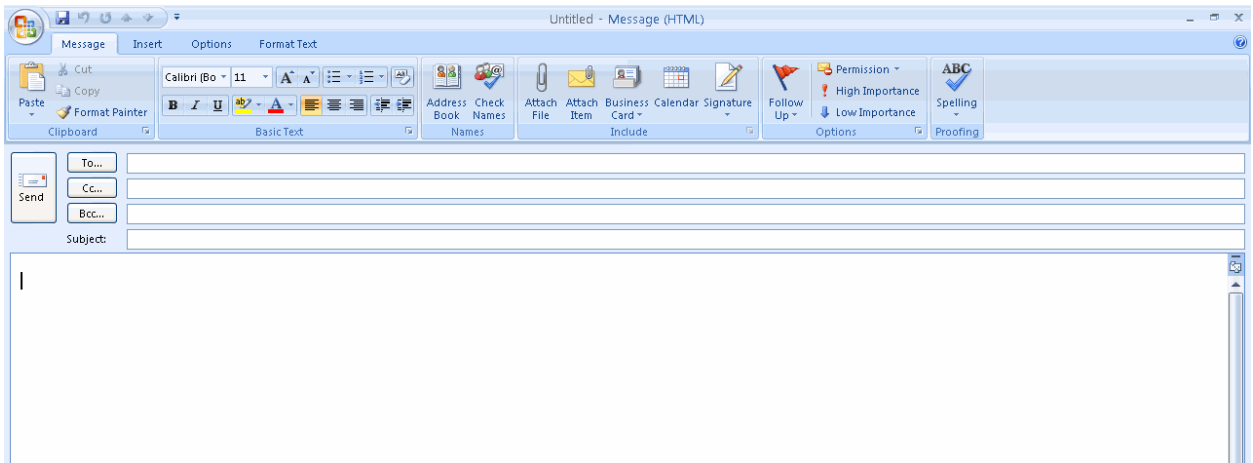 Untitled - Message (HTML)
Message Insert Options Format Text
Cut
Copy
Format Painter
Paste
Clipboard
Calibri (Bo 11
A A
B I U ab A
Basic Text
Address Book
Check Names
Names
Attach File
Attach Item
Business Card
Calendar
Signature
Include
Follow Up
Permission
High Importance
Low Importance
Options
ABC
Spelling
Proofing
Send
To...
Cc...
Bcc...
Subject: